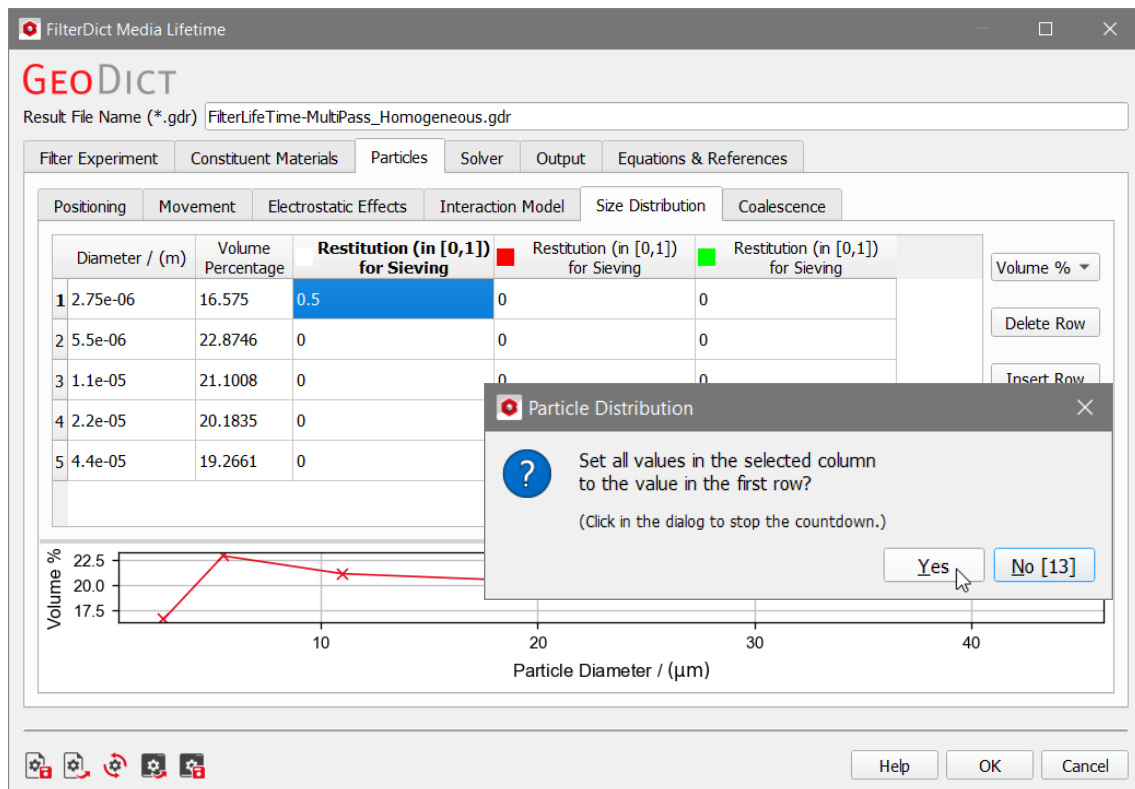 FilterDict Media Lifetime
GEODICT
Result File Name (*.gdr) FilterLifeTime-MultiPass_Homogeneous.gdr
Filter Experiment Constituent Materials Particles Solver Output Equations & References
Positioning Movement Electrostatic Effects Interaction Model Size Distribution Coalescence
Diameter / (m) Volume Percentage Restitution (in [0,1]) for Sieving Restitution (in [0,1]) for Sieving Restitution (in [0,1]) for Sieving
Volume %
1 2.75e-06 16.575 0.5 0 0
Delete Row
2 5.5e-06 22.8746 0 0 0
3 1.1e-05 21.1008 0 0 0
Insert Row
4 2.2e-05 20.1835 0
5 4.4e-05 19.2661 0
Particle Distribution
?
Set all values in the selected column
to the value in the first row?
(Click in the dialog to stop the countdown.)
Yes No [13]
Volume %
22.5
20.0
17.5
10 20 30 40
Particle Diameter / (μm)
Help OK Cancel